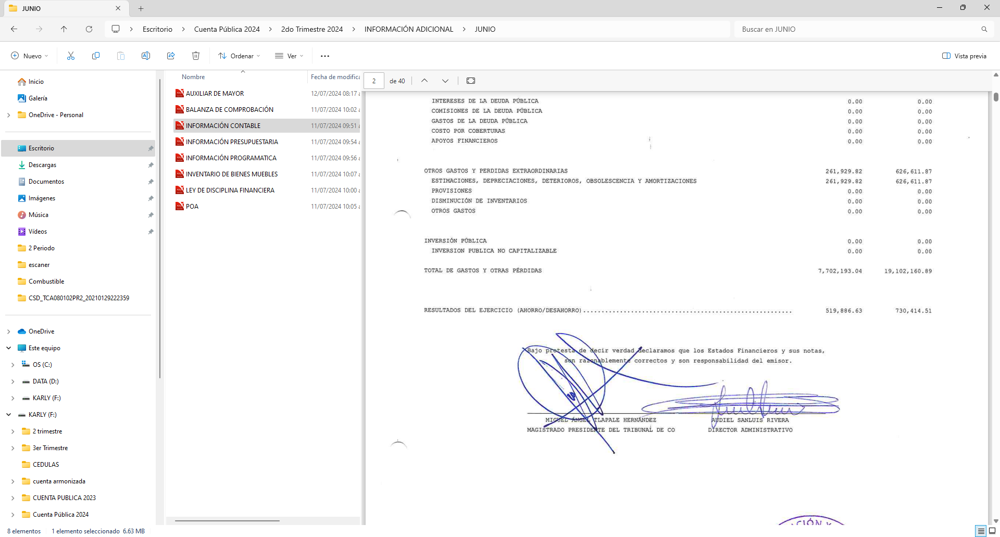 JUNIO
Escritorio > Cuenta Pública 2024 > 2do Trimestre 2024 > INFORMACIÓN ADICIONAL > JUNIO
Buscar en JUNIO
Nuevo
Ordenar
Ver
Vista previa
Inicio
Galería
OneDrive - Personal
Escritorio
Descargas
Documentos
Imágenes
Música
Vídeos
2 Periodo
escaner
Combustible
CSD_TCA080102PR2_20210129222359
OneDrive
Este equipo
OS (C:)
DATA (D:)
KARLY (F:)
KARLY (F:)
2 trimestre
3er Trimestre
CEDULAS
cuenta armonizada
CUENTA PUBLICA 2023
Cuenta Pública 2024
8 elementos
1 elemento seleccionado 6.63 MB
Nombre Fecha de modifica
AUXILIAR DE MAYOR 12/07/2024 08:17 a
BALANZA DE COMPROBACIÓN 11/07/2024 10:02 a
INFORMACIÓN CONTABLE 11/07/2024 09:51 a
INFORMACIÓN PRESUPUESTARIA 11/07/2024 09:54 a
INFORMACIÓN PROGRAMATICA 11/07/2024 09:56 a
INVENTARIO DE BIENES MUEBLES 11/07/2024 10:07 a
LEY DE DISCIPLINA FINANCIERA 11/07/2024 10:00 a
POA 11/07/2024 10:05 a
2 de 40
INTERESES DE LA DEUDA PÚBLICA 0.00 0.00
COMISIONES DE LA DEUDA PÚBLICA 0.00 0.00
GASTOS DE LA DEUDA PÚBLICA 0.00 0.00
COSTO POR COBERTURAS 0.00 0.00
APOYOS FINANCIEROS 0.00 0.00
OTROS GASTOS Y PERDIDAS EXTRAORDINARIAS 261,929.82 626,611.87
ESTIMACIONES, DEPRECIACIONES, DETERIOROS, OBSOLESCENCIA Y AMORTIZACIONES 261,929.82 626,611.87
PROVISIONES 0.00 0.00
DISMINUCIÓN DE INVENTARIOS 0.00 0.00
OTROS GASTOS 0.00 0.00
INVERSIÓN PÚBLICA 0.00 0.00
INVERSION PUBLICA NO CAPITALIZABLE 0.00 0.00
TOTAL DE GASTOS Y OTRAS PÉRDIDAS 7,702,193.04 19,102,160.89
RESULTADOS DEL EJERCICIO (AHORRO/DESAHORRO)......................................................... 519,886.63 730,414.51
Bajo protesta de decir verdad declaramos que los Estados Financieros y sus notas,
son razonablemente correctos y son responsabilidad del emisor.
MIGUEL ÁNGEL TLAPALE HERNÁNDEZ AUDIEL SANLUIS RIVERA
MAGISTRADO PRESIDENTE DEL TRIBUNAL DE CO DIRECTOR ADMINISTRATIVO